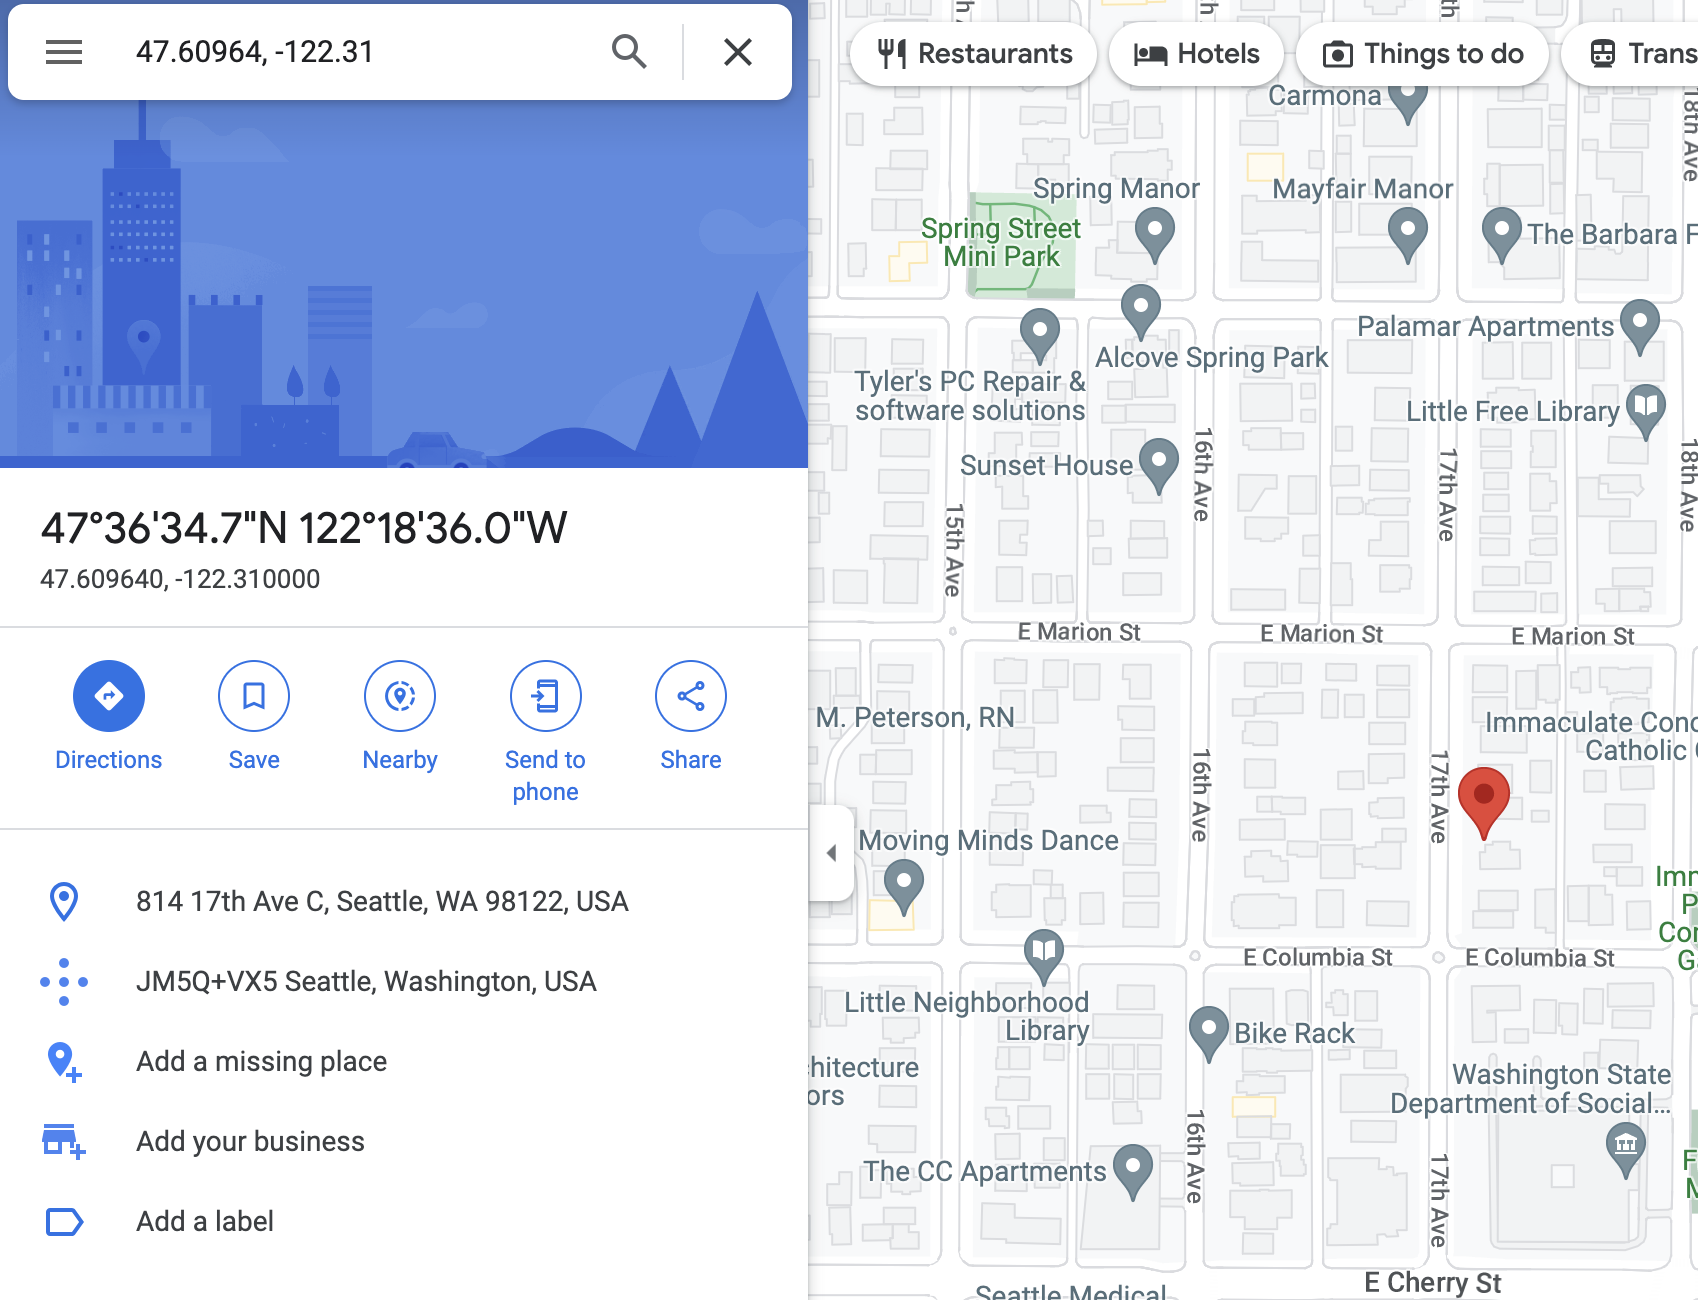 47.60964, -122.31
Restaurants
Hotels
Things to do
Trans
Carmona
18th Ave
Spring Manor
Mayfair Manor
Spring Street
Mini Park
The Barbara F
Palamar Apartments
Alcove Spring Park
Tyler's PC Repair &
software solutions
Little Free Library
Sunset House
16th Ave
17th Ave
18th Ave
15th Ave
47°36'34.7"N 122°18'36.0"W
47.609640, -122.310000
E Marion St
E Marion St
E Marion St
Directions
Save
Nearby
Send to
phone
Share
M. Peterson, RN
Immaculate Conc
Catholic
16th Ave
17th Ave
Moving Minds Dance
814 17th Ave C, Seattle, WA 98122, USA
JM5Q+VX5 Seattle, Washington, USA
Add a missing place
Add your business
Add a label
E Columbia St
E Columbia St
Little Neighborhood
Library
Bike Rack
chitecture
ors
Washington State
Department of Social...
The CC Apartments
16th Ave
17th Ave
E Cherry St
Seattle Medical